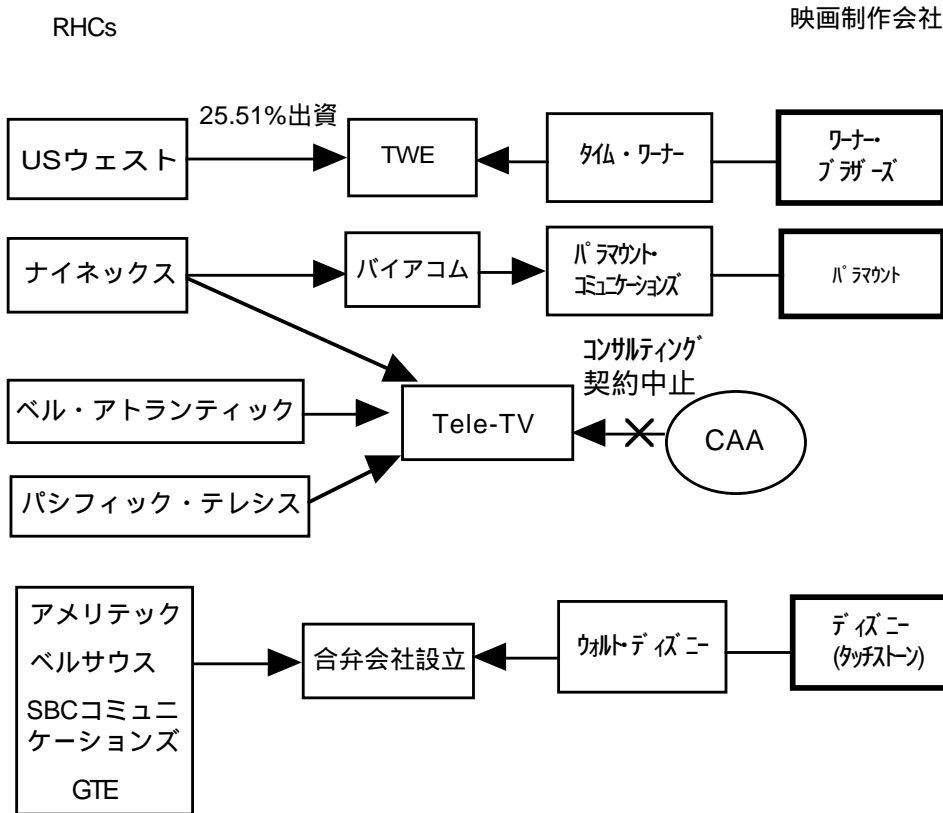 RHCs
映画制作会社
25.51%出資
USウェスト
TWE
タイム・ワーナー
ワーナー・
ブラザーズ
ナイネックス
バイアコム
パラマウント・
コミュニケーションズ
パラマウント
コンサルティング
契約中止
ベル・アトランティック
Tele-TV
CAA
パシフィック・テレシス
アメリテック
ベルサウス
SBCコミュニ
ケーションズ
GTE
合弁会社設立
ウォルト・ディズニー
ディズニー
(タッチストーン)